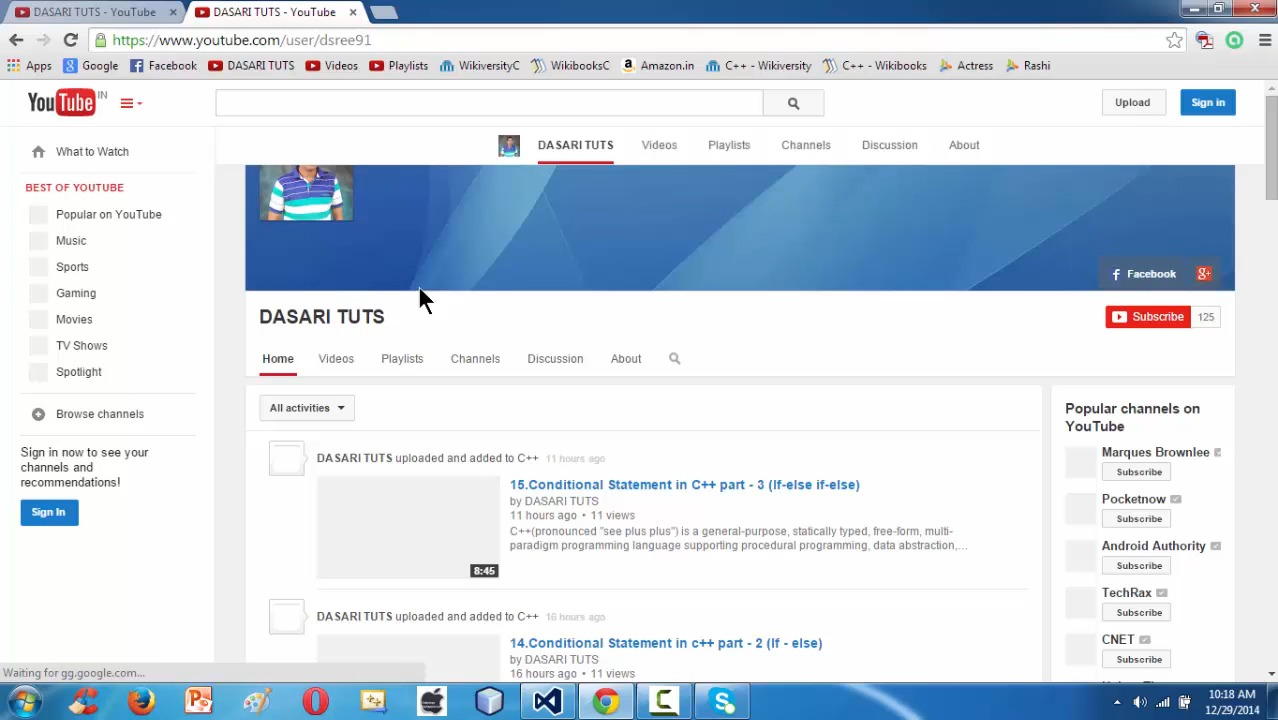 DASARI TUTS - YouTube
DASARI TUTS - YouTube
https://www.youtube.com/user/dsree91
Apps
Google
Facebook
DASARI TUTS
Videos
Playlists
WikiversityC
WikibooksC
Amazon.in
C++ - Wikiversity
C++ - Wikibooks
Actress
Rashi
YouTube IN
Upload
Sign in
What to Watch
DASARI TUTS
Videos
Playlists
Channels
Discussion
About
BEST OF YOUTUBE
Popular on YouTube
Music
Sports
Gaming
Movies
TV Shows
Spotlight
Browse channels
Sign in now to see your
channels and
recommendations!
Sign In
Facebook
DASARI TUTS
Subscribe
125
Home
Videos
Playlists
Channels
Discussion
About
All activities
DASARI TUTS uploaded and added to C++ 11 hours ago
15.Conditional Statement in C++ part - 3 (If-else if-else)
by DASARI TUTS
11 hours ago • 11 views
C++(pronounced "see plus plus") is a general-purpose, statically typed, free-form, multi-
paradigm programming language supporting procedural programming, data abstraction,...
8:45
DASARI TUTS uploaded and added to C++ 16 hours ago
14.Conditional Statement in c++ part - 2 (If - else)
by DASARI TUTS
16 hours ago • 11 views
Popular channels on
YouTube
Marques Brownlee
Subscribe
Pocketnow
Subscribe
Android Authority
Subscribe
TechRax
Subscribe
CNET
Subscribe
Waiting for gg.google.com...
10:18 AM
12/29/2014